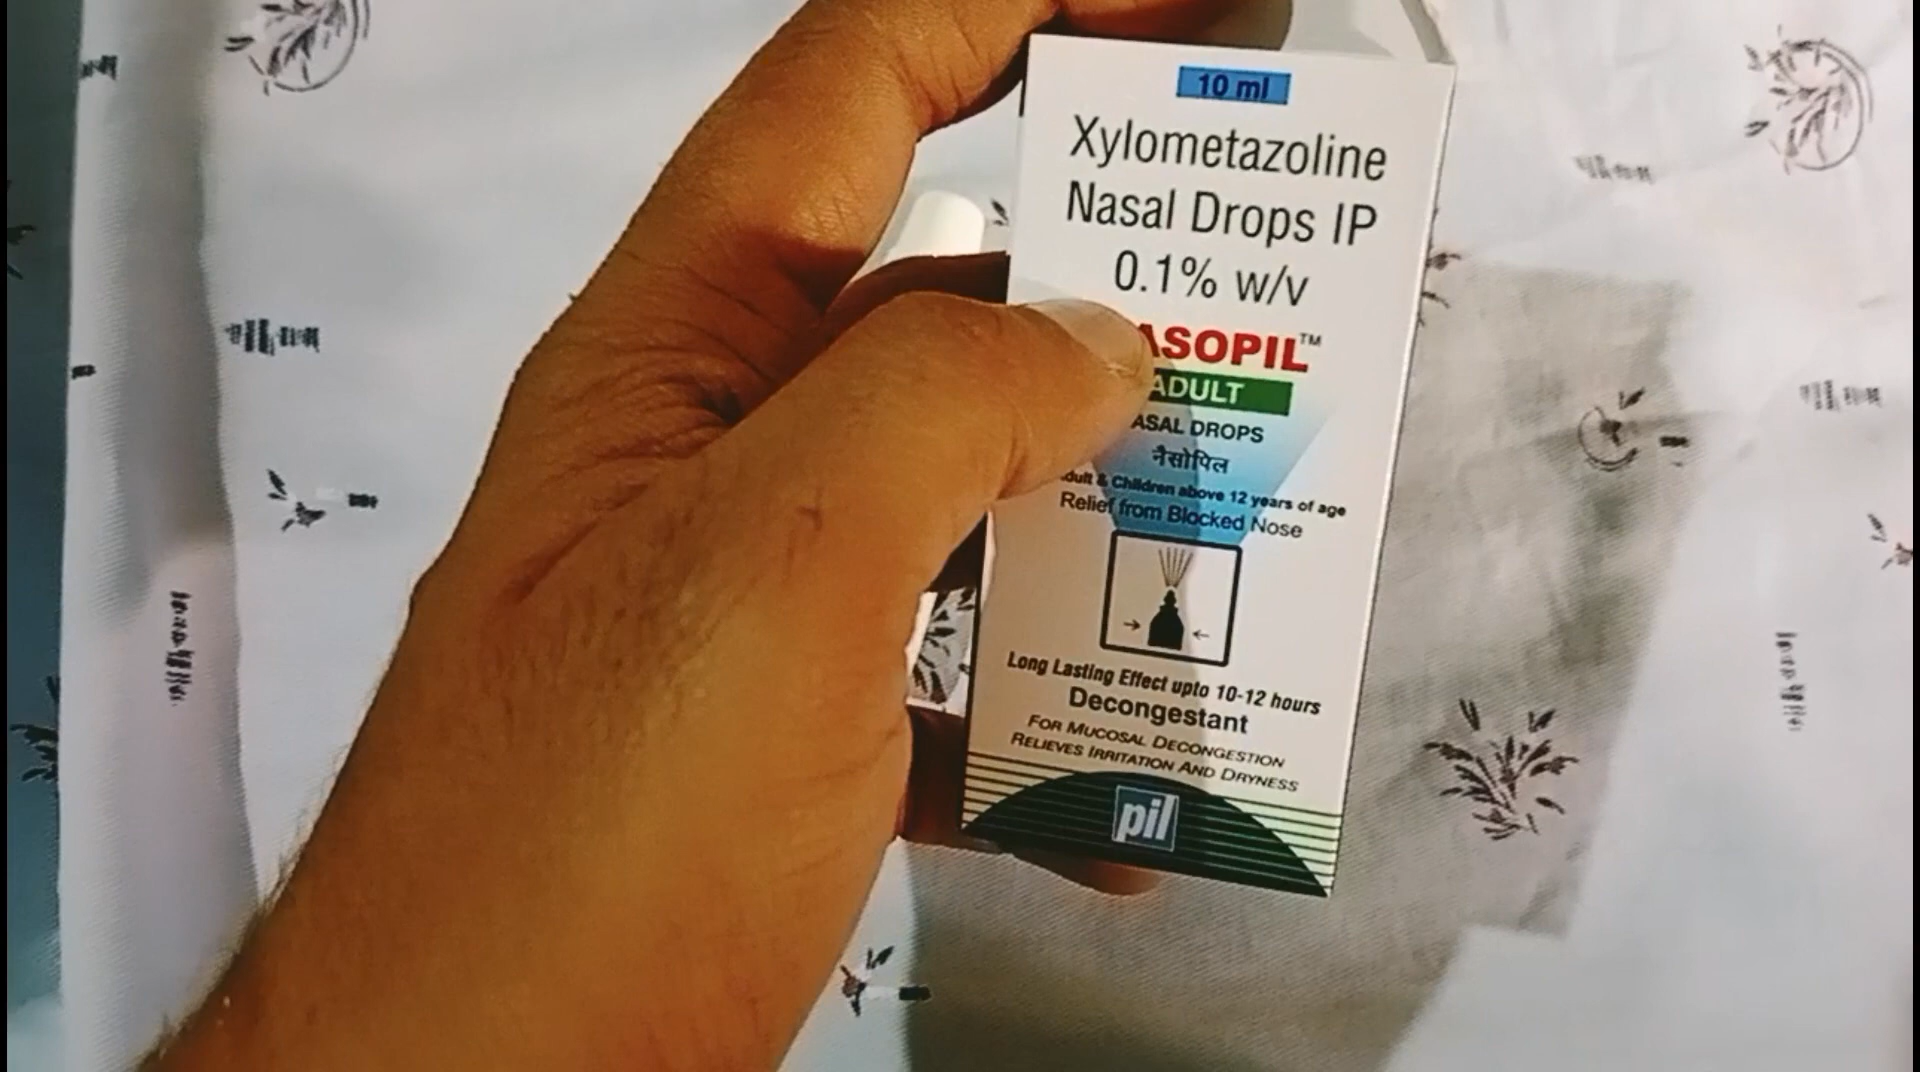 10 ml
Xylometazoline
Nasal Drops IP
0.1% w/v
ASOPIL™
ADULT
ASAL DROPS
नैसोपिल
dult & Children above 12 years of age
Relief from Blocked Nose
Long Lasting Effect upto 10-12 hours
Decongestant
FOR MUCOSAL DECONGESTION
RELIEVES IRRITATION AND DRYNESS
pil